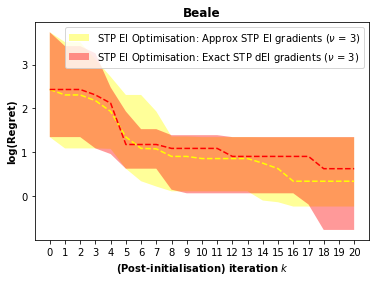 Beale
STP EI Optimisation: Approx STP EI gradients (ν = 3)
STP EI Optimisation: Exact STP dEI gradients (ν = 3)
log(Regret)
3
2
1
0
0 1 2 3 4 5 6 7 8 9 10 11 12 13 14 15 16 17 18 19 20
(Post-initialisation) iteration k